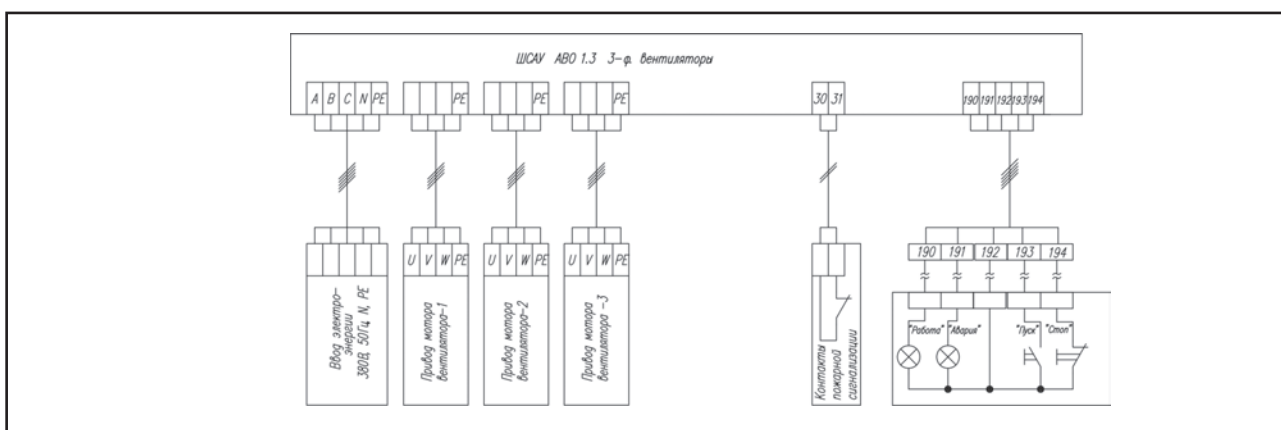 ШСАУ АВО 1.3 3-ф. вентиляторы
A B C N PE
PE
PE
PE
30 31
190 191 192 193 194
U V W PE
U V W PE
U V W PE
190 191 192 193 194
Ввод электро-
энергии
380В, 50Гц N, PE
Привод мотора
вентилятора-1
Привод мотора
вентилятора-2
Привод мотора
вентилятора -3
Контакты
пожарной
сигнализации
"Работа" "Авария" "Пуск" "Стоп"